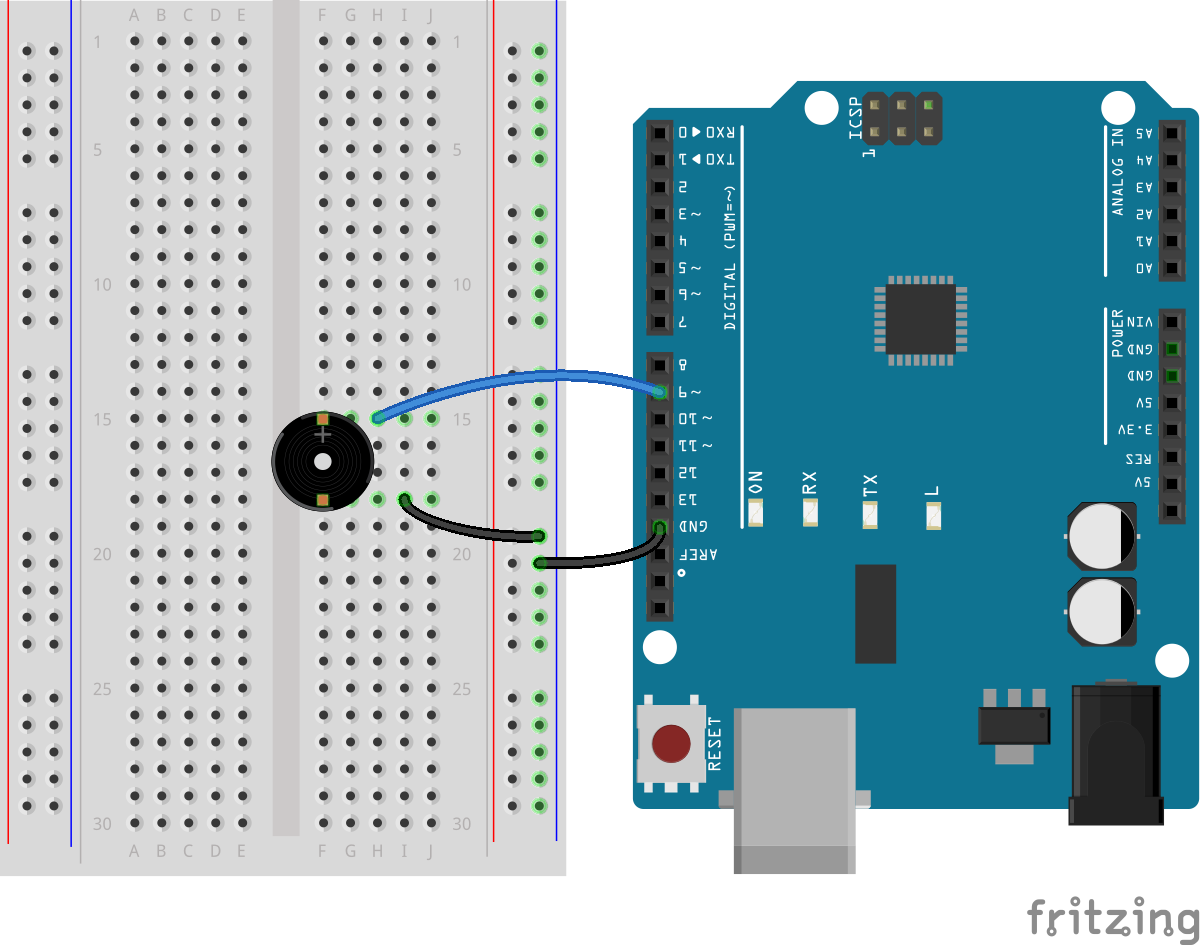 A B C D E F G H I J
1 1
5 5
10 10
15 15
20 20
25 25
30 30
A B C D E F G H I J
+
RX0 ◀ 0
TX0 ▶ 1
2
~3
4
~5
~6
7
8
~9
~10
~11
12
13
GND
AREF
DIGITAL (PWM=~)
ICSP
1
ANALOG IN
A5
A4
A3
A2
A1
A0
POWER
VIN
GND
GND
5V
3.3V
RES
5V
ON
RX
TX
L
RESET
fritzing